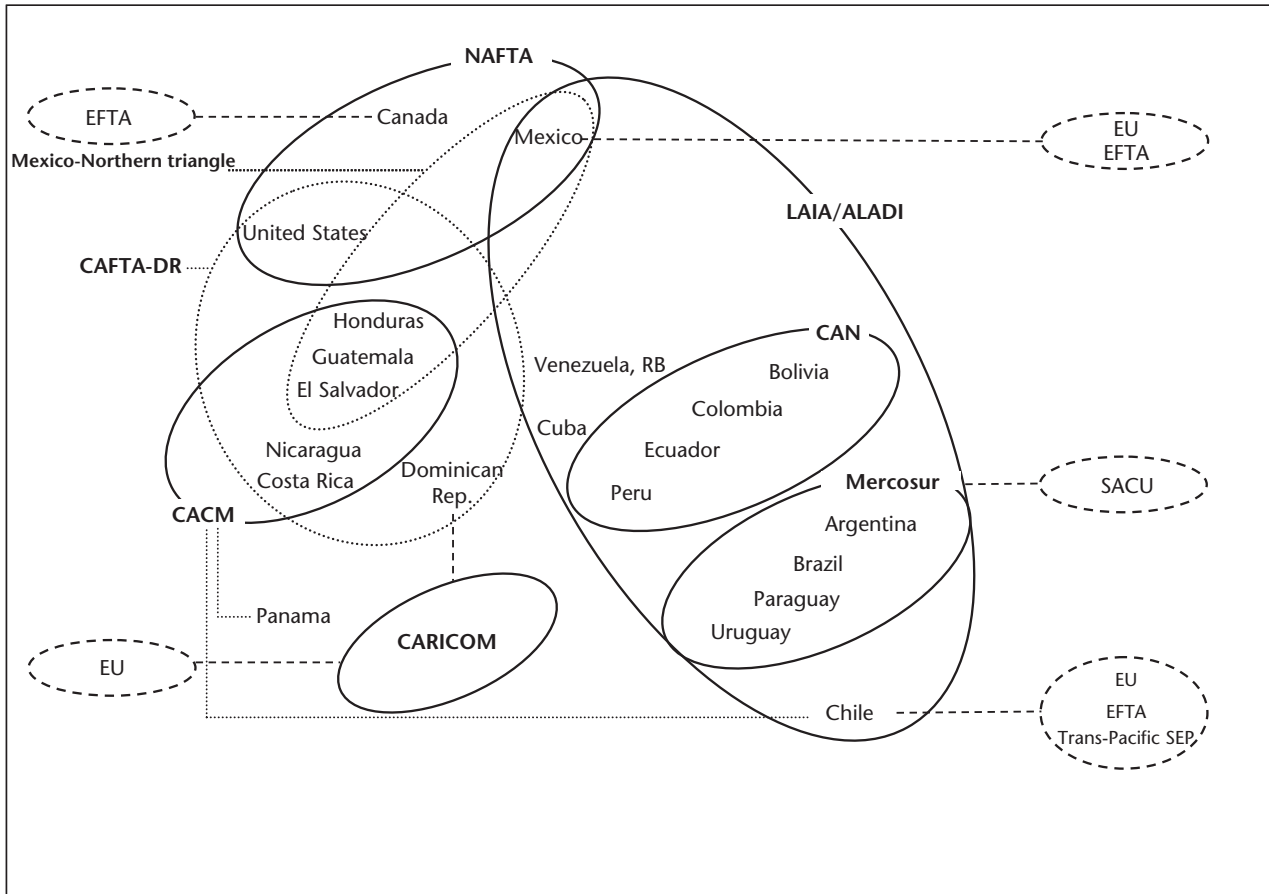 NAFTA
EFTA
Canada
Mexico
EU
EFTA
Mexico-Northern triangle
LAIA/ALADI
United States
CAFTA-DR
Honduras
Guatemala
El Salvador
Nicaragua
Costa Rica
Dominican
Rep.
CACM
Venezuela, RB
Cuba
CAN
Bolivia
Colombia
Ecuador
Peru
Mercosur
SACU
Argentina
Brazil
Paraguay
Uruguay
Panama
CARICOM
EU
Chile
EU
EFTA
Trans-Pacific SEP